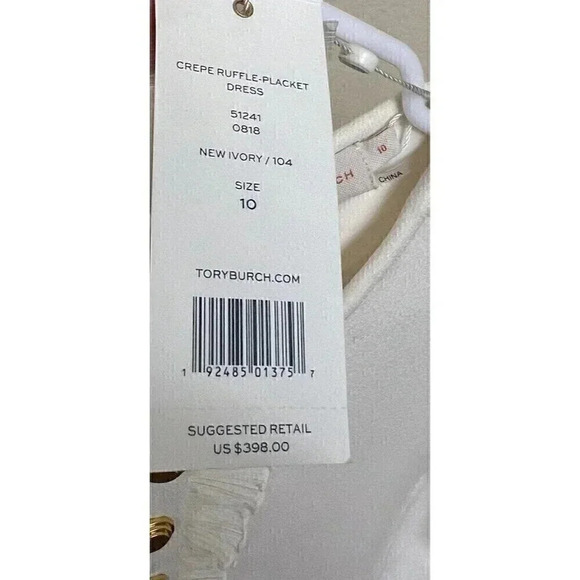 CREPE RUFFLE-PLACKET
DRESS
51241
0818
NEW IVORY / 104
SIZE
10
TORYBURCH.COM
1 92485 01375 7
SUGGESTED RETAIL
US $398.00
RCH
10
CHINA